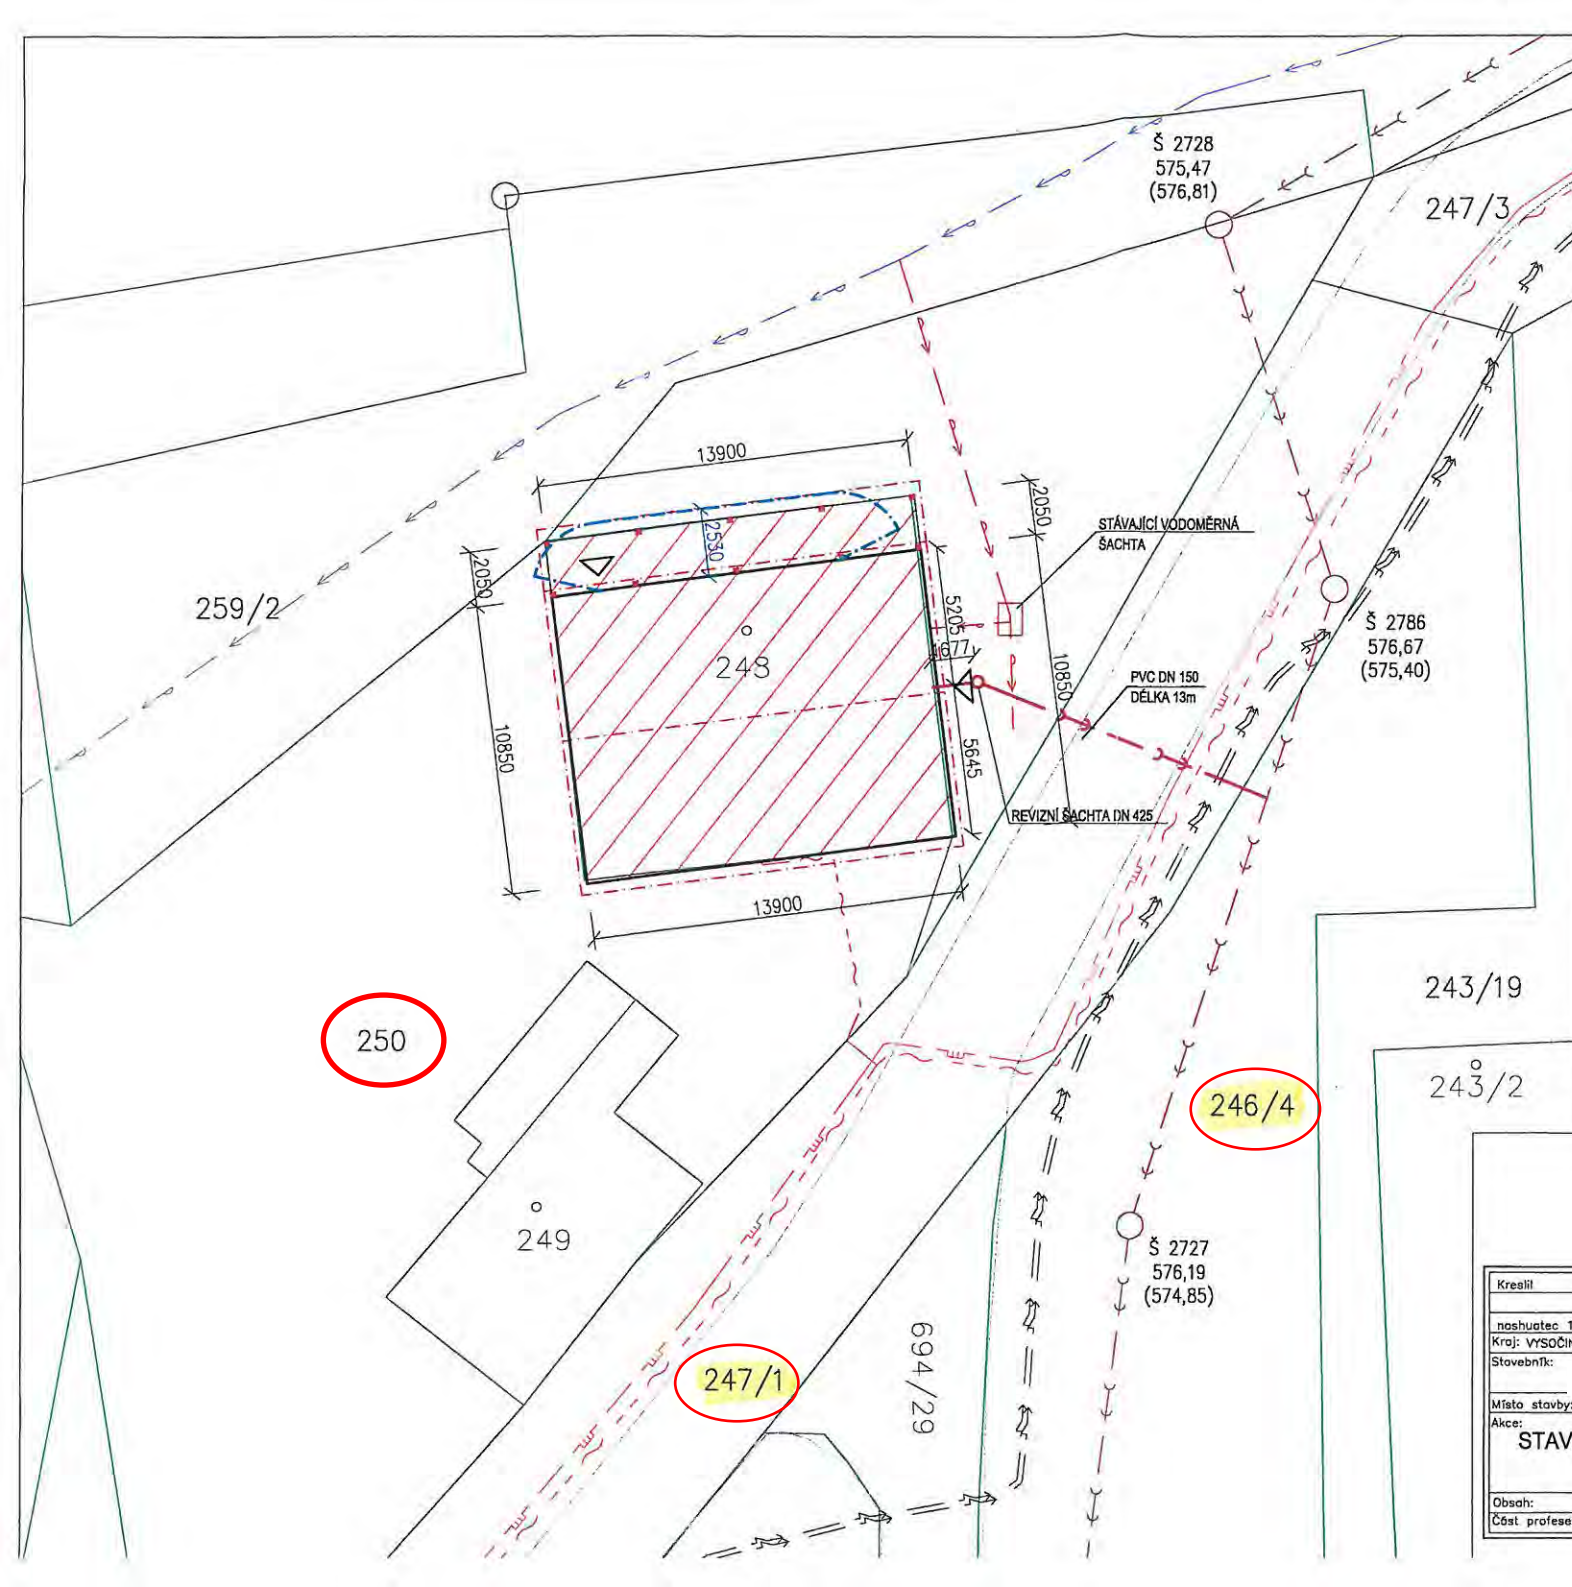 Š 2728
575,47
(576,81)
247/3
13900
2050
STÁVAJÍCÍ VODOMĚRNÁ
ŠACHTA
2530
2050
259/2
5205
248
1677
10850
PVC DN 150
DÉLKA 13m
Š 2786
576,67
(575,40)
10850
5645
REVIZNÍ ŠACHTA DN 425
13900
250
243/19
243/2
246/4
249
Š 2727
576,19
(574,85)
694/29
247/1
Kreslil
Kraj:
Stavebník:
Místo stavby:
Akce:
STAV
Obsah:
Část